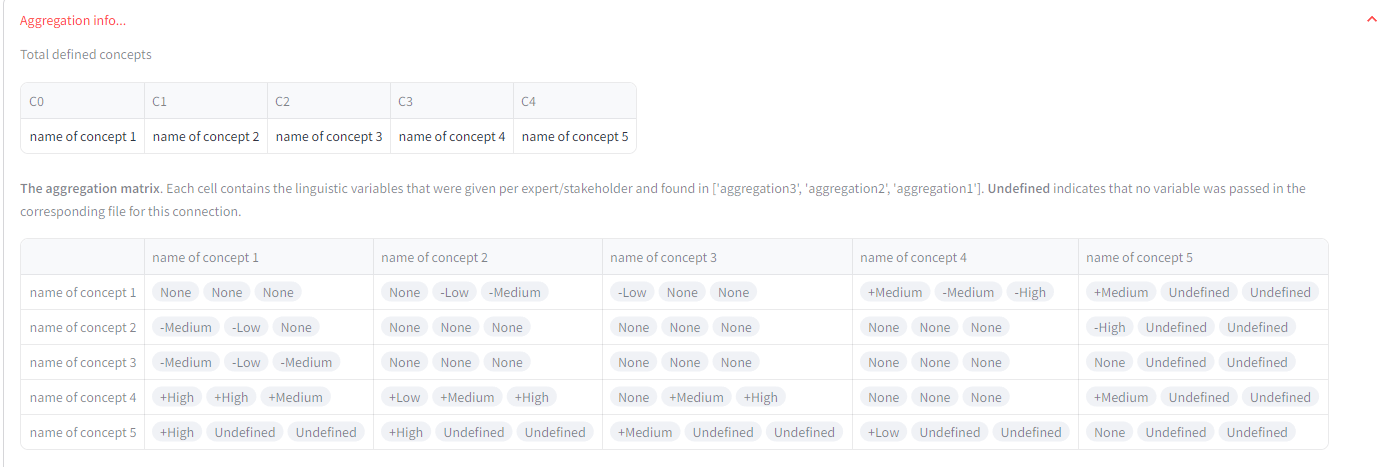 Aggregation info...
Total defined concepts
C0 C1 C2 C3 C4
name of concept 1 name of concept 2 name of concept 3 name of concept 4 name of concept 5
The aggregation matrix. Each cell contains the linguistic variables that were given per expert/stakeholder and found in ['aggregation3', 'aggregation2', 'aggregation1']. Undefined indicates that no variable was passed in the
corresponding file for this connection.
name of concept 1 name of concept 2 name of concept 3 name of concept 4 name of concept 5
name of concept 1 None None None None -Low -Medium -Low None None +Medium -Medium -High +Medium Undefined Undefined
name of concept 2 -Medium -Low None None None None None None None None None None -High Undefined Undefined
name of concept 3 -Medium -Low -Medium None None None None None None None None None None Undefined Undefined
name of concept 4 +High +High +Medium +Low +Medium +High None +Medium +High None None None +Medium Undefined Undefined
name of concept 5 +High Undefined Undefined +High Undefined Undefined +Medium Undefined Undefined +Low Undefined Undefined None Undefined Undefined